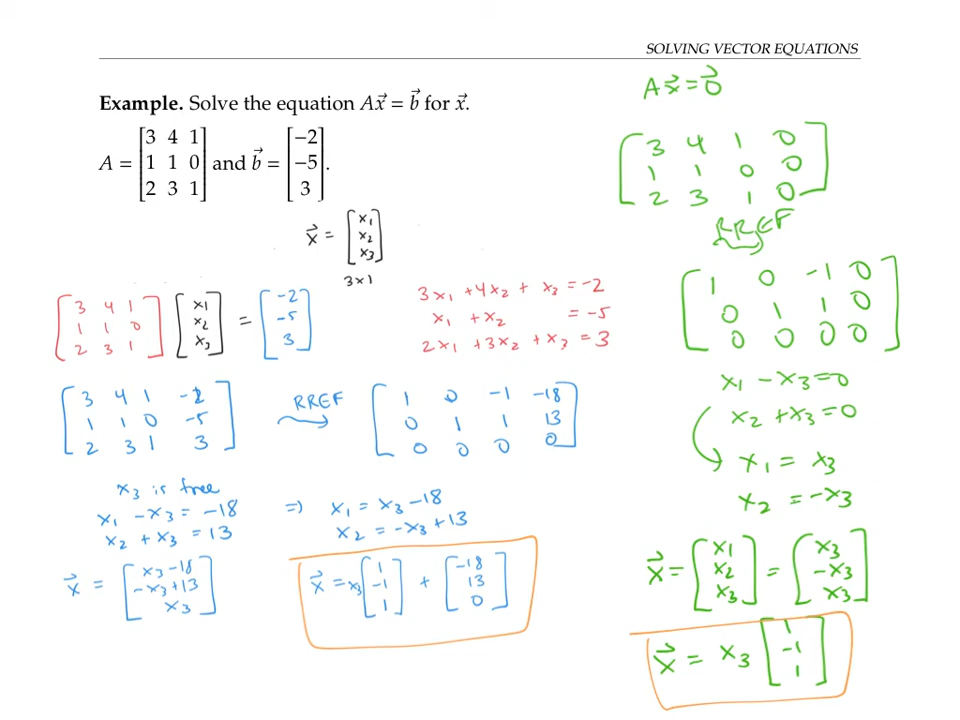 SOLVING VECTOR EQUATIONS
Example. Solve the equation Ax⃗ = b⃗ for x⃗.
A = [3 4 1; 1 1 0; 2 3 1] and b⃗ = [−2; −5; 3].
x⃗ = [x₁; x₂; x₃]
3x1
[3 4 1; 1 1 0; 2 3 1] [x₁; x₂; x₃] = [−2; −5; 3]
3x₁ + 4x₂ + x₃ = −2
x₁ + x₂ = −5
2x₁ + 3x₂ + x₃ = 3
[3 4 1 −2; 1 1 0 −5; 2 3 1 3] RREF [1 0 −1 −18; 0 1 1 13; 0 0 0 0]
x₃ is free
x₁ − x₃ = −18 ⇒ x₁ = x₃ − 18
x₂ + x₃ = 13 x₂ = −x₃ + 13
x⃗ = [x₃ − 18; −x₃ + 13; x₃]
x⃗ = x₃ [1; −1; 1] + [−18; 13; 0]
Ax⃗ = 0⃗
[3 4 1 0; 1 1 0 0; 2 3 1 0]
RREF
[1 0 −1 0; 0 1 1 0; 0 0 0 0]
x₁ − x₃ = 0
x₂ + x₃ = 0
x₁ = x₃
x₂ = −x₃
x⃗ = [x₁; x₂; x₃] = [x₃; −x₃; x₃]
x⃗ = x₃ [1; −1; 1]